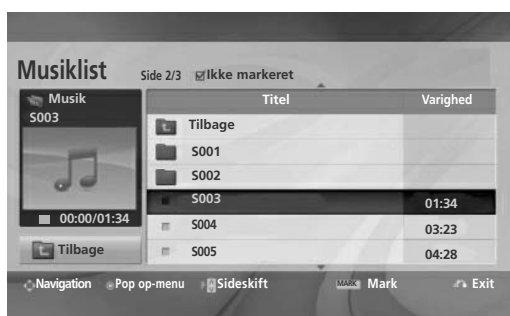 Musiklist Side 2/3 Ikke markeret
Musik
S003
00:00/01:34
Tilbage
Titel Varighed
Tilbage
S001
S002
S003 01:34
S004 03:23
S005 04:28
Navigation Pop op-menu Sideskift MARK Mark Exit